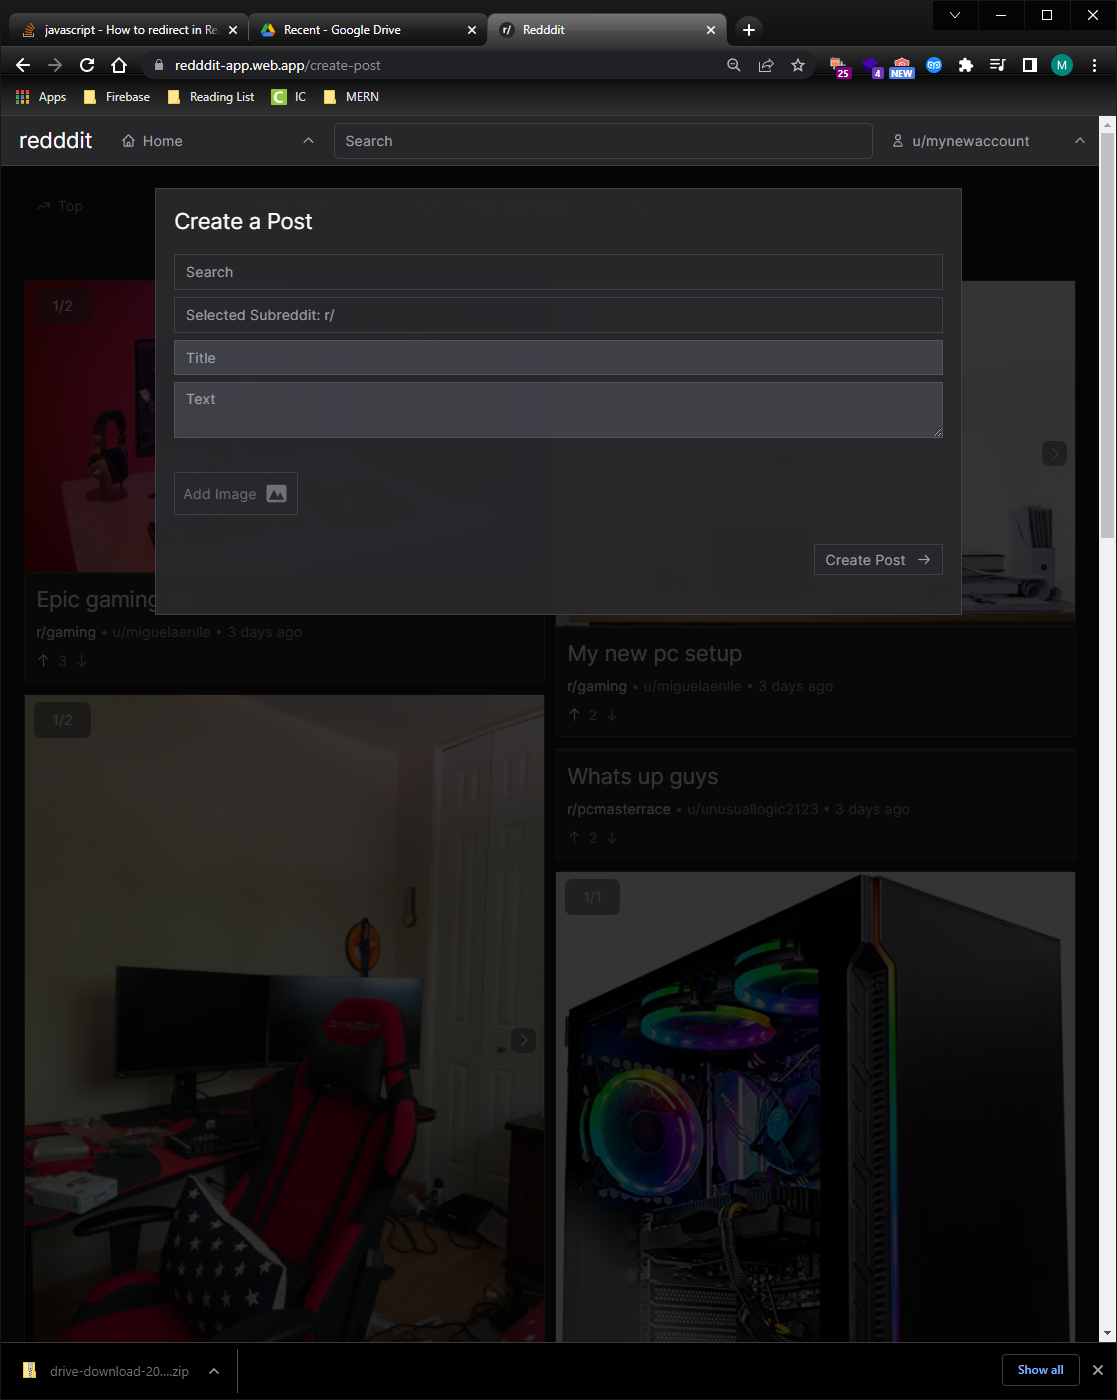 javascript - How to redirect in Re
Recent - Google Drive
r/ Redddit
redddit-app.web.app/create-post
25
4
NEW
M
Apps
Firebase
Reading List
C IC
MERN
redddit
Home
Search
u/mynewaccount
Top
Create a Post
Search
Selected Subreddit: r/
Title
Text
Add Image
Create Post
1/2
Epic gaming
r/gaming • u/miguelaenlle • 3 days ago
3
My new pc setup
r/gaming • u/miguelaenlle • 3 days ago
2
1/2
Whats up guys
r/pcmasterrace • u/unusuallogic2123 • 3 days ago
2
1/1
drive-download-20....zip
Show all